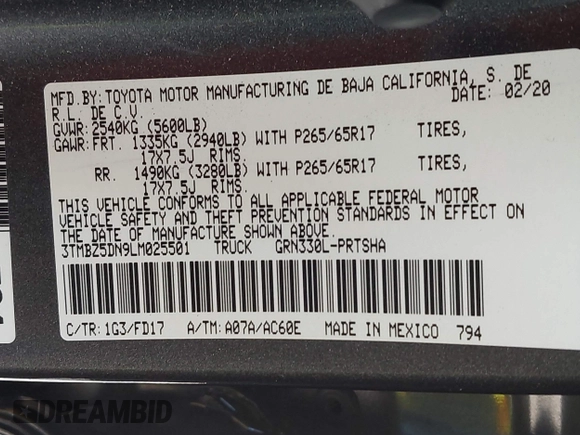 MFD.BY:TOYOTA MOTOR MANUFACTURING DE BAJA CALIFORNIA, S. DE
R.L. DE C.V. DATE: 02/20
GVWR:2540KG (5600LB)
GAWR:FRT. 1335KG (2940LB) WITH P265/65R17 TIRES,
17X7.5J RIMS.
RR. 1490KG (3280LB) WITH P265/65R17 TIRES,
17X7.5J RIMS.
THIS VEHICLE CONFORMS TO ALL APPLICABLE FEDERAL MOTOR
VEHICLE SAFETY AND THEFT PREVENTION STANDARDS IN EFFECT ON
THE DATE OF MANUFACTURE SHOWN ABOVE.
3TMBZ5DN9LM025501 TRUCK GRN330L-PRTSHA
C/TR:1G3/FD17 A/TM:A07A/AC60E MADE IN MEXICO 794
DREAMBID